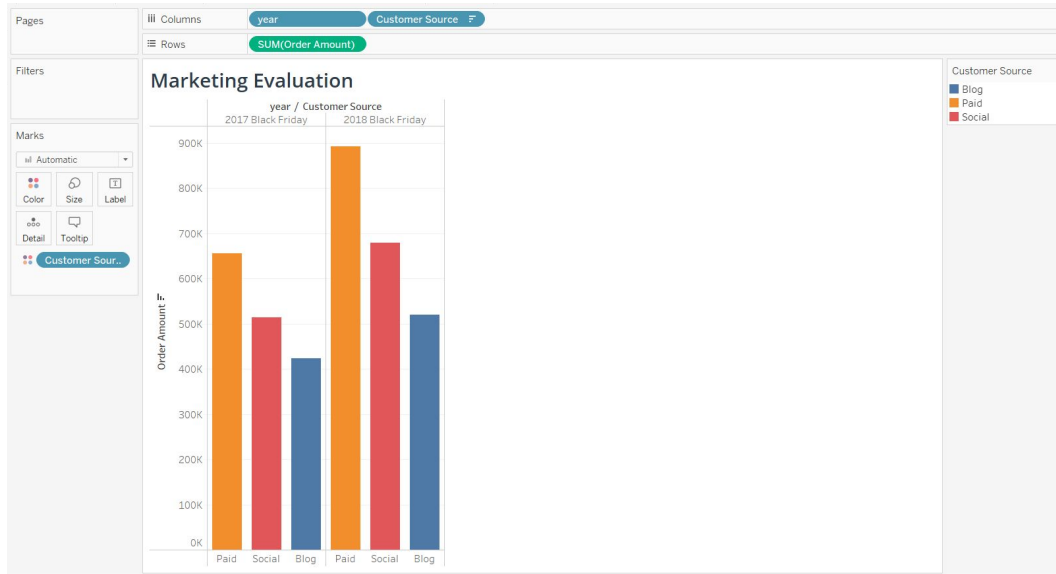 Pages
Columns
year
Customer Source
Rows
SUM(Order Amount)
Filters
Marks
Automatic
Color
Size
T
Label
Detail
Tooltip
Customer Sour..
Marketing Evaluation
year / Customer Source
2017 Black Friday
2018 Black Friday
Order Amount
900K
800K
700K
600K
500K
400K
300K
200K
100K
0K
Paid
Social
Blog
Paid
Social
Blog
Customer Source
Blog
Paid
Social